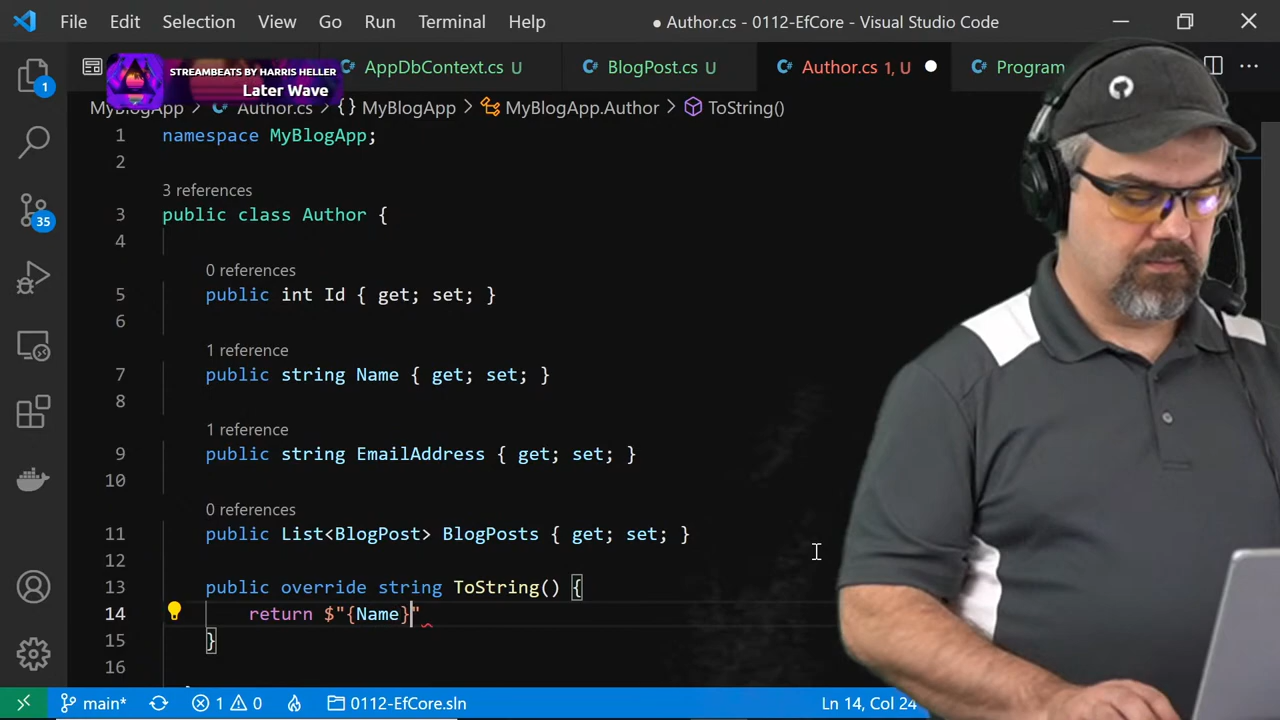 File Edit Selection View Go Run Terminal Help ● Author.cs - 0112-EfCore - Visual Studio Code
STREAMBEATS BY HARRIS HELLER
Later Wave
C# AppDbContext.cs U C# BlogPost.cs U C# Author.cs 1, U ● C# Program
MyBlogApp > C# Author.cs > {} MyBlogApp > MyBlogApp.Author > ToString()
1 namespace MyBlogApp;
2
3 references
3 public class Author {
4
0 references
5 public int Id { get; set; }
6
1 reference
7 public string Name { get; set; }
8
1 reference
9 public string EmailAddress { get; set; }
10
0 references
11 public List<BlogPost> BlogPosts { get; set; }
12
13 public override string ToString() {
14 return $"{Name}"
15 }
16
1
35
main* 1 0 0112-EfCore.sln Ln 14, Col 24